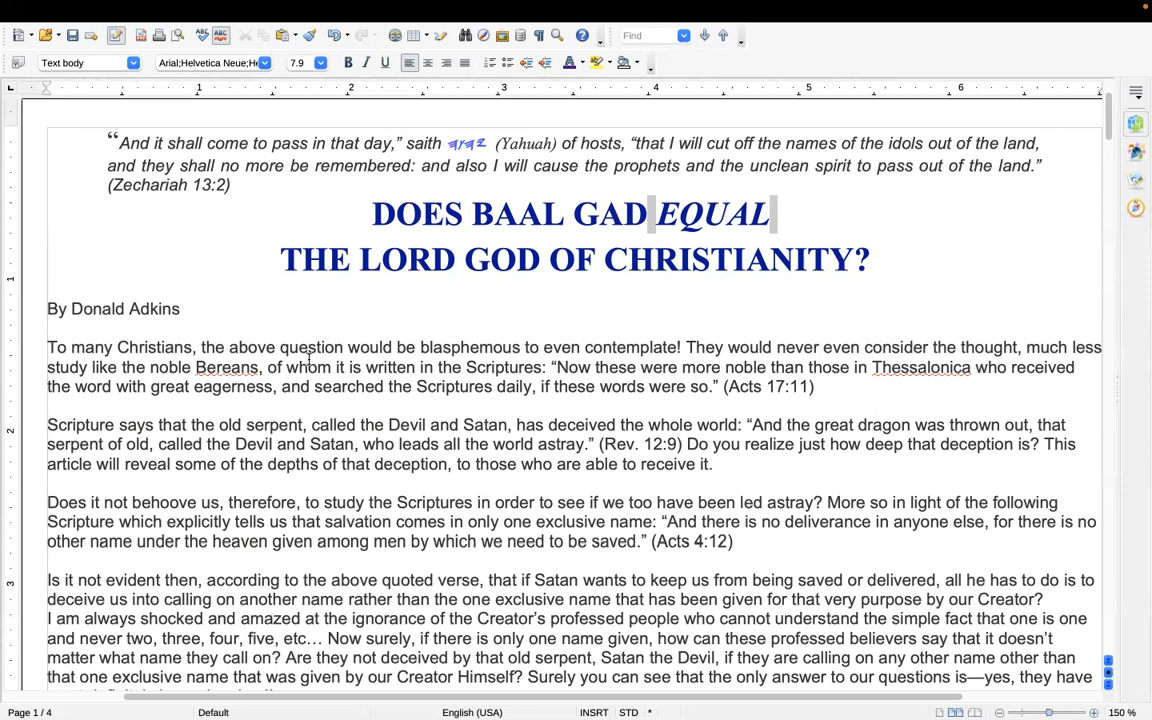 Text body
Arial;Helvetica Neue;He
7.9
Find
1 2 3 4 5 6
“And it shall come to pass in that day,” saith 𐤉𐤄𐤅𐤄 (Yahuah) of hosts, “that I will cut off the names of the idols out of the land,
and they shall no more be remembered: and also I will cause the prophets and the unclean spirit to pass out of the land.”
(Zechariah 13:2)
DOES BAAL GAD EQUAL
THE LORD GOD OF CHRISTIANITY?
By Donald Adkins
To many Christians, the above question would be blasphemous to even contemplate! They would never even consider the thought, much less
study like the noble Bereans, of whom it is written in the Scriptures: “Now these were more noble than those in Thessalonica who received
the word with great eagerness, and searched the Scriptures daily, if these words were so.” (Acts 17:11)
Scripture says that the old serpent, called the Devil and Satan, has deceived the whole world: “And the great dragon was thrown out, that
serpent of old, called the Devil and Satan, who leads all the world astray.” (Rev. 12:9) Do you realize just how deep that deception is? This
article will reveal some of the depths of that deception, to those who are able to receive it.
Does it not behoove us, therefore, to study the Scriptures in order to see if we too have been led astray? More so in light of the following
Scripture which explicitly tells us that salvation comes in only one exclusive name: “And there is no deliverance in anyone else, for there is no
other name under the heaven given among men by which we need to be saved.” (Acts 4:12)
Is it not evident then, according to the above quoted verse, that if Satan wants to keep us from being saved or delivered, all he has to do is to
deceive us into calling on another name rather than the one exclusive name that has been given for that very purpose by our Creator?
I am always shocked and amazed at the ignorance of the Creator’s professed people who cannot understand the simple fact that one is one
and never two, three, four, five, etc… Now surely, if there is only one name given, how can these professed believers say that it doesn’t
matter what name they call on? Are they not deceived by that old serpent, Satan the Devil, if they are calling on any other name other than
that one exclusive name that was given by our Creator Himself? Surely you can see that the only answer to our questions is—yes, they have
Page 1 / 4
Default
English (USA)
INSRT
STD
*
150 %